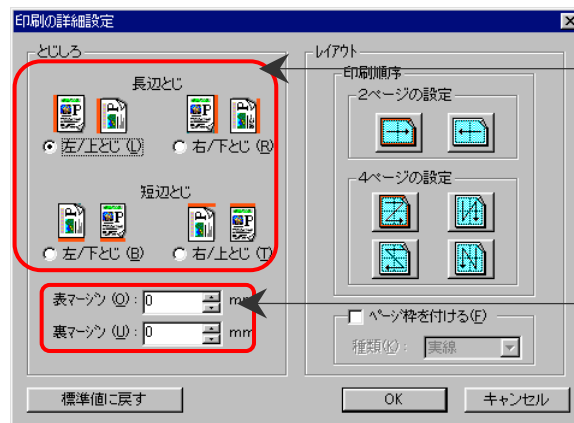 印刷の詳細設定
とじしろ
長辺とじ
左/上とじ(L)
右/下とじ(R)
短辺とじ
左/下とじ(B)
右/上とじ(T)
表マージン(O): 0 mm
裏マージン(U): 0 mm
標準値に戻す
レイアウト
印刷順序
2ページの設定
4ページの設定
ページ枠を付ける(F)
種類(K): 実線
OK
キャンセル